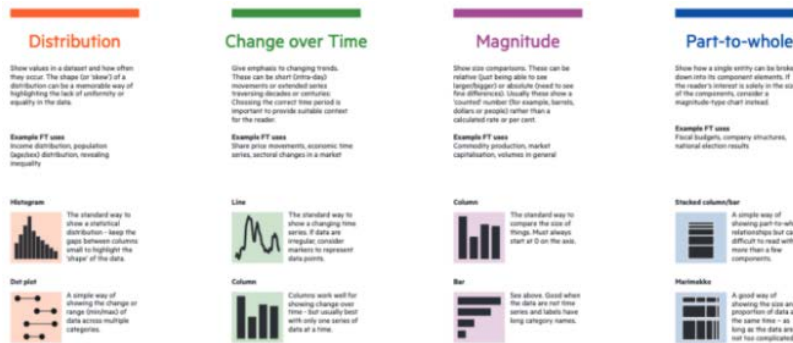 Distribution
Show values in a dataset and how often
they occur. The shape (or 'skew') of a
distribution can be a memorable way of
highlighting the lack of uniformity or
equality in the data.
Example FT uses
Income distribution, population
(age/sex) distribution, revealing
inequality
Histogram
The standard way to
show a statistical
distribution - keep the
gaps between columns
small to highlight the
'shape' of the data.
Dot plot
A simple way of
showing the change or
range (min/max) of
data across multiple
categories.
Change over Time
Give emphasis to changing trends.
These can be short (intra-day)
movements or extended series
traversing decades or centuries:
Choosing the correct time period is
important to provide suitable context
for the reader.
Example FT uses
Share price movements, economic time
series, sectoral changes in a market
Line
The standard way to
show a changing time
series. If data are
irregular, consider
markers to represent
data points.
Column
Columns work well for
showing change over
time - but usually best
with only one series of
data at a time.
Magnitude
Show size comparisons. These can be
relative (just being able to see
larger/bigger) or absolute (need to see
fine differences). Usually these show a
'counted' number (for example, barrels,
dollars or people) rather than a
calculated rate or per cent.
Example FT uses
Commodity production, market
capitalisation, volumes in general
Column
The standard way to
compare the size of
things. Must always
start at 0 on the axis.
Bar
See above. Good when
the data are not time
series and labels have
long category names.
Part-to-whole
Show how a single entity can be broken
down into its component elements. If
the reader's interest is solely in the size
of the components, consider a
magnitude-type chart instead.
Example FT uses
Fiscal budgets, company structures,
national election results
Stacked column/bar
A simple way of
showing part-to-who
relationships but ca
difficult to read with
more than a few
components.
Marimekko
A good way of
showing the size an
proportion of data a
the same time - as
long as the data are
not too complicated